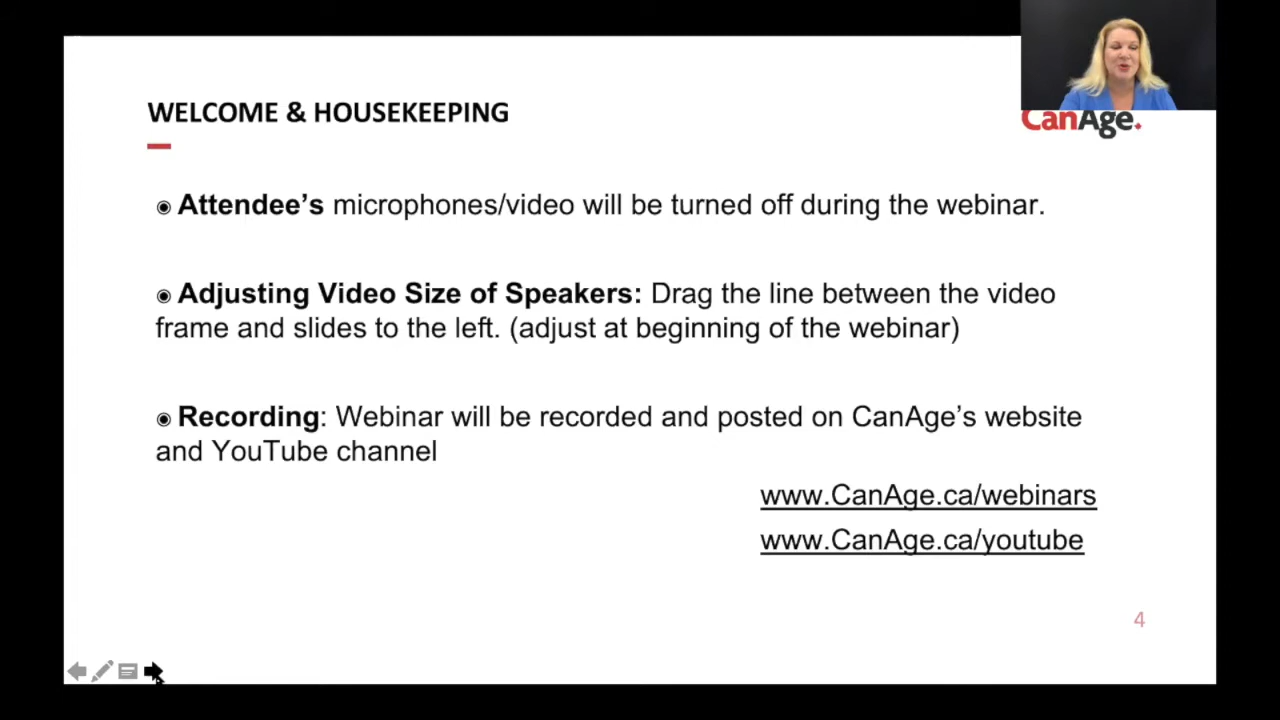 WELCOME & HOUSEKEEPING
CanAge.
◉ Attendee's microphones/video will be turned off during the webinar.
◉ Adjusting Video Size of Speakers: Drag the line between the video
frame and slides to the left. (adjust at beginning of the webinar)
◉ Recording: Webinar will be recorded and posted on CanAge's website
and YouTube channel
www.CanAge.ca/webinars
www.CanAge.ca/youtube
4